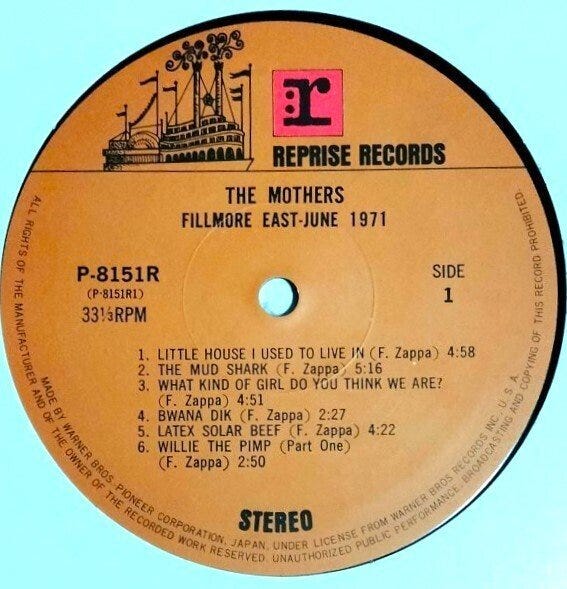 r
REPRISE RECORDS
THE MOTHERS
FILLMORE EAST-JUNE 1971
P-8151R
(P-8151R1)
33⅓RPM
SIDE
1
1. LITTLE HOUSE I USED TO LIVE IN (F. Zappa) 4:58
2. THE MUD SHARK (F. Zappa) 5:16
3. WHAT KIND OF GIRL DO YOU THINK WE ARE?
(F. Zappa) 4:51
4. BWANA DIK (F. Zappa) 2:27
5. LATEX SOLAR BEEF (F. Zappa) 4:22
6. WILLIE THE PIMP (Part One)
(F. Zappa) 2:50
STEREO
MADE BY WARNER BROS. PIONEER CORPORATION, JAPAN, UNDER LICENSE FROM WARNER BROS RECORDS INC., U.S.A.
ALL RIGHTS OF THE MANUFACTURER AND OF THE OWNER OF THE RECORDED WORK RESERVED. UNAUTHORIZED PUBLIC PERFORMANCE, BROADCASTING AND COPYING OF THIS RECORD PROHIBITED.